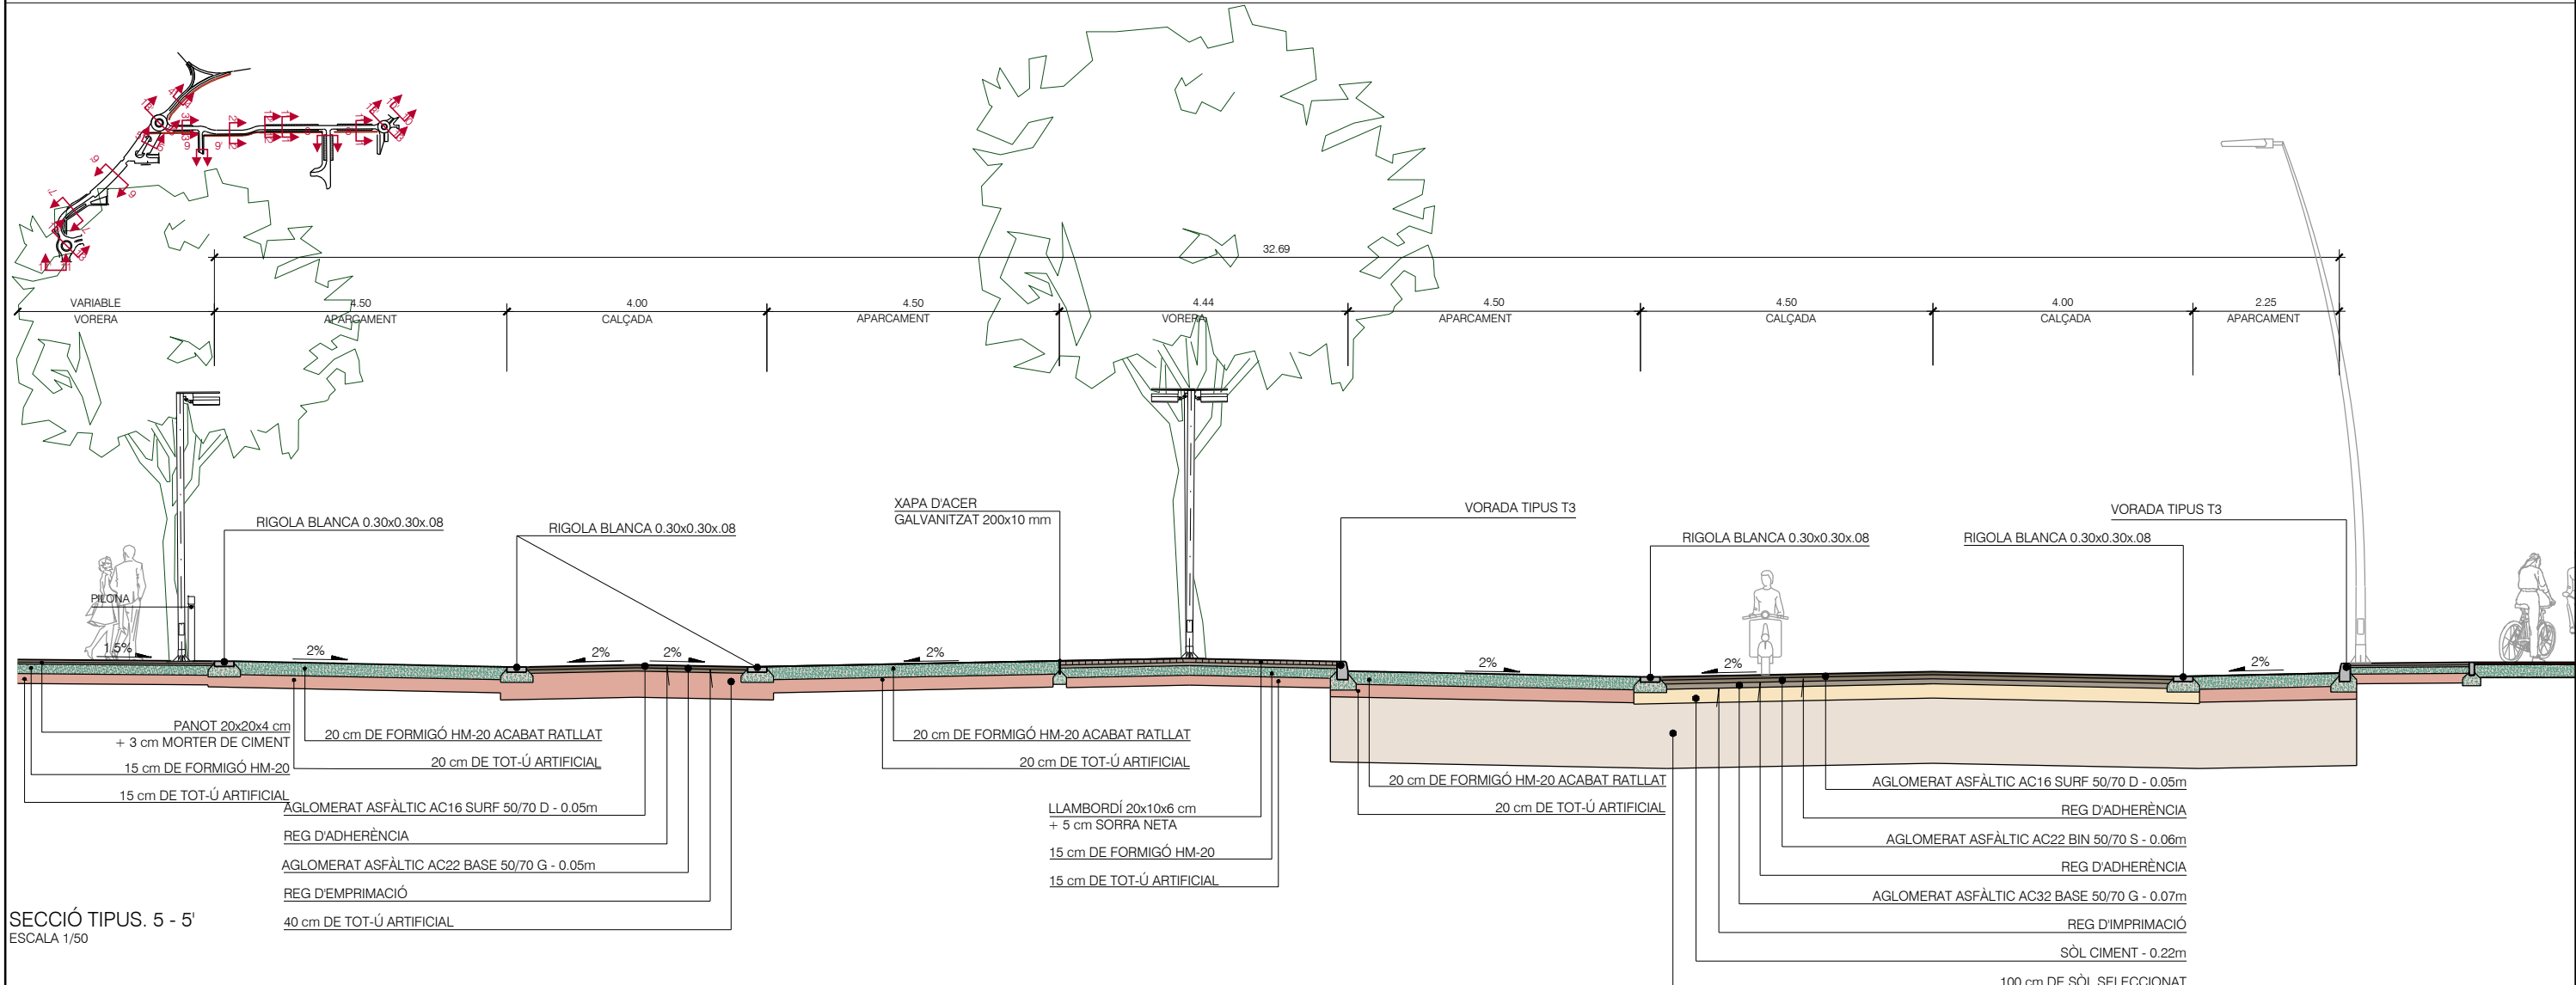 32.69
VARIABLE
VORERA
4.50
APARCAMENT
4.00
CALÇADA
4.50
APARCAMENT
4.44
VORERA
4.50
APARCAMENT
4.50
CALÇADA
4.00
CALÇADA
2.25
APARCAMENT
RIGOLA BLANCA 0.30x0.30x.08
RIGOLA BLANCA 0.30x0.30x.08
XAPA D'ACER
GALVANITZAT 200x10 mm
VORADA TIPUS T3
RIGOLA BLANCA 0.30x0.30x.08
RIGOLA BLANCA 0.30x0.30x.08
VORADA TIPUS T3
PILONA
1,5%
2%
2%
2%
2%
2%
2%
2%
PANOT 20x20x4 cm
+ 3 cm MORTER DE CIMENT
15 cm DE FORMIGÓ HM-20
15 cm DE TOT-Ú ARTIFICIAL
20 cm DE FORMIGÓ HM-20 ACABAT RATLLAT
20 cm DE TOT-Ú ARTIFICIAL
AGLOMERAT ASFÀLTIC AC16 SURF 50/70 D - 0.05m
REG D'ADHERÈNCIA
AGLOMERAT ASFÀLTIC AC22 BASE 50/70 G - 0.05m
REG D'EMPRIMACIÓ
40 cm DE TOT-Ú ARTIFICIAL
20 cm DE FORMIGÓ HM-20 ACABAT RATLLAT
20 cm DE TOT-Ú ARTIFICIAL
LLAMBORDÍ 20x10x6 cm
+ 5 cm SORRA NETA
15 cm DE FORMIGÓ HM-20
15 cm DE TOT-Ú ARTIFICIAL
20 cm DE FORMIGÓ HM-20 ACABAT RATLLAT
20 cm DE TOT-Ú ARTIFICIAL
AGLOMERAT ASFÀLTIC AC16 SURF 50/70 D - 0.05m
REG D'ADHERÈNCIA
AGLOMERAT ASFÀLTIC AC22 BIN 50/70 S - 0.06m
REG D'ADHERÈNCIA
AGLOMERAT ASFÀLTIC AC32 BASE 50/70 G - 0.07m
REG D'IMPRIMACIÓ
SÒL CIMENT - 0.22m
100 cm DE SÒL SELECCIONAT
SECCIÓ TIPUS. 5 - 5'
ESCALA 1/50